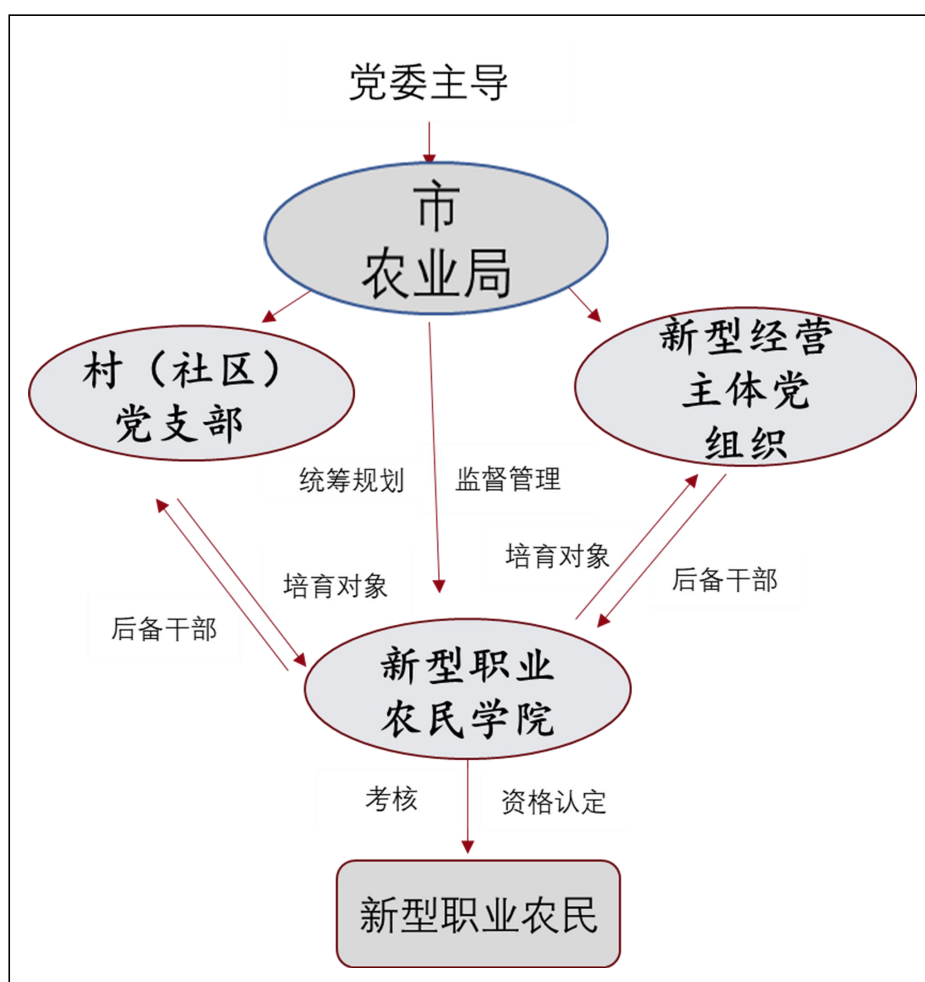 党委主导
市
农业局
村（社区）
党支部
新型经营
主体党
组织
统筹规划
监督管理
培育对象
后备干部
培育对象
后备干部
新型职业
农民学院
考核
资格认定
新型职业农民